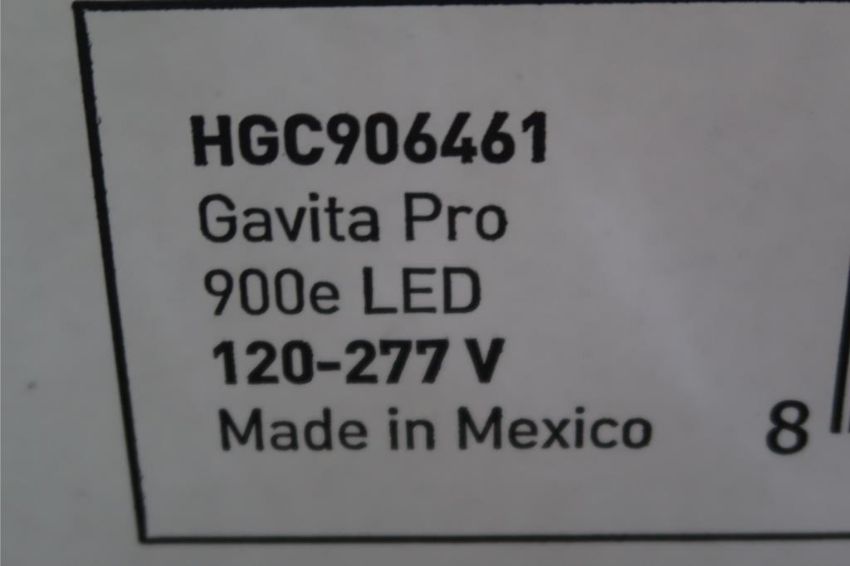 HGC906461
Gavita Pro
900e LED
120-277 V
Made in Mexico
8